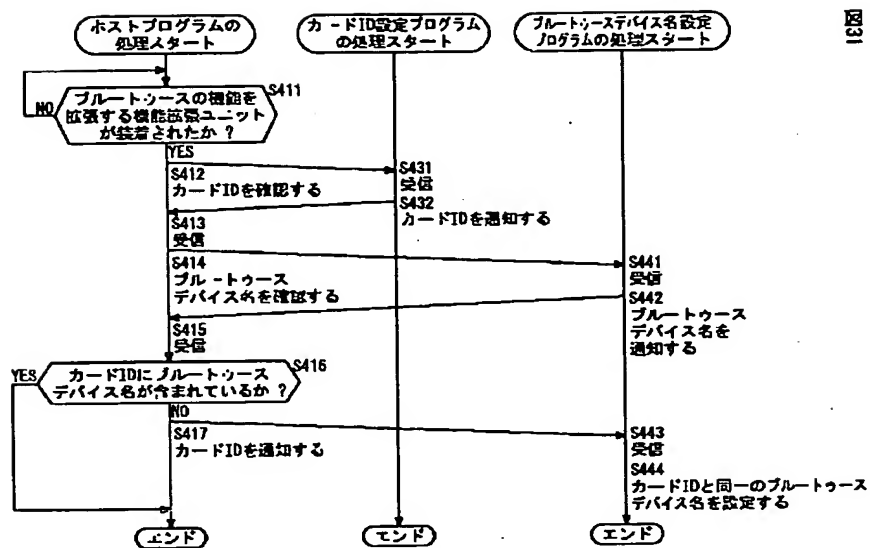 図31
ホストプログラムの
処理スタート
カードID設定プログラム
の処理スタート
ブルートゥースデバイス名設定
プログラムの処理スタート
S411
ブルートゥースの機能を
拡張する機能拡張ユニット
が装着されたか ?
NO
YES
S412
カードIDを確認する
S431
受信
S432
カードIDを通知する
S413
受信
S414
ブルートゥース
デバイス名を確認する
S441
受信
S442
ブルートゥース
デバイス名を
通知する
S415
受信
S416
カードIDにブルートゥース
デバイス名が含まれているか ?
YES
NO
S417
カードIDを通知する
S443
受信
S444
カードIDと同一のブルートゥース
デバイス名を設定する
エンド
エンド
エンド